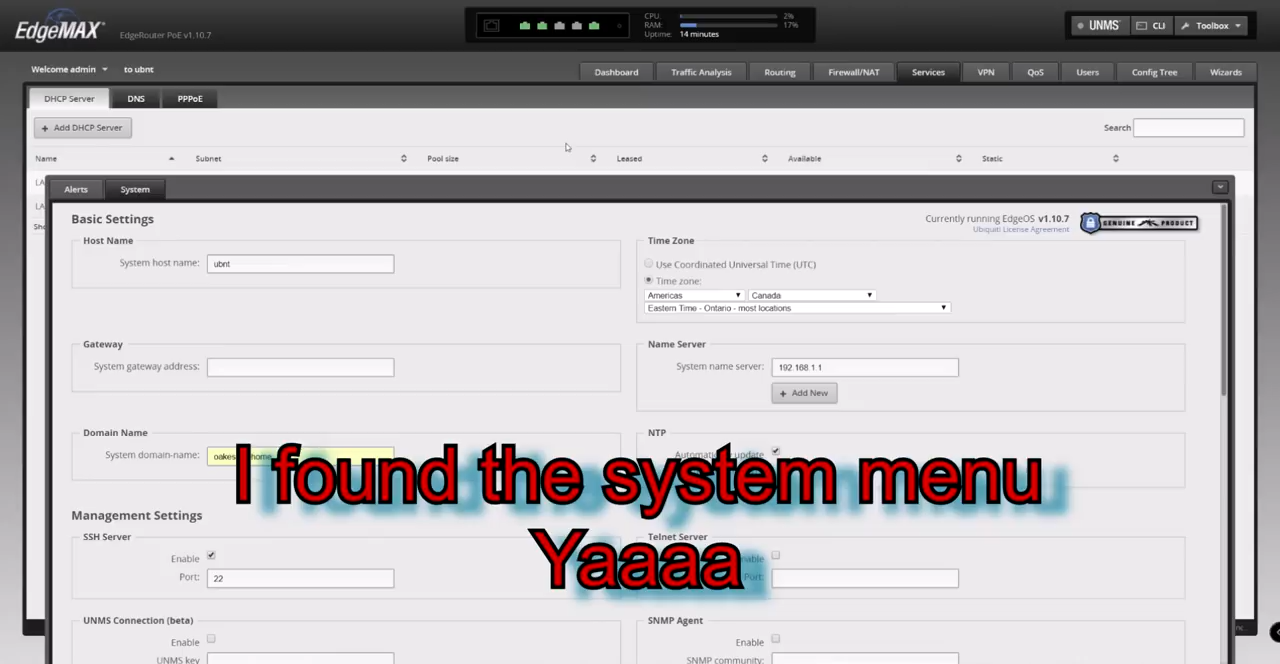 EdgeMAX
EdgeRouter PoE v1.10.7
CPU: 2%
RAM: 17%
Uptime: 14 minutes
UNMS
CLI
Toolbox
Welcome admin to ubnt
Dashboard Traffic Analysis Routing Firewall/NAT Services VPN QoS Users Config Tree Wizards
DHCP Server DNS PPPoE
+ Add DHCP Server
Search
Name Subnet Pool size Leased Available Static
Alerts System
Basic Settings
Currently running EdgeOS v1.10.7
Ubiquiti License Agreement
GENUINE PRODUCT
Host Name
System host name: ubnt
Time Zone
Use Coordinated Universal Time (UTC)
Time zone:
Americas Canada
Eastern Time - Ontario - most locations
Gateway
System gateway address:
Name Server
System name server: 192.168.1.1
+ Add New
Domain Name
System domain-name:
NTP
I found the system menu
Yaaaa
Management Settings
SSH Server
Enable
Port: 22
Telnet Server
Port:
UNMS Connection (beta)
Enable
UNMS key
SNMP Agent
Enable
SNMP community: